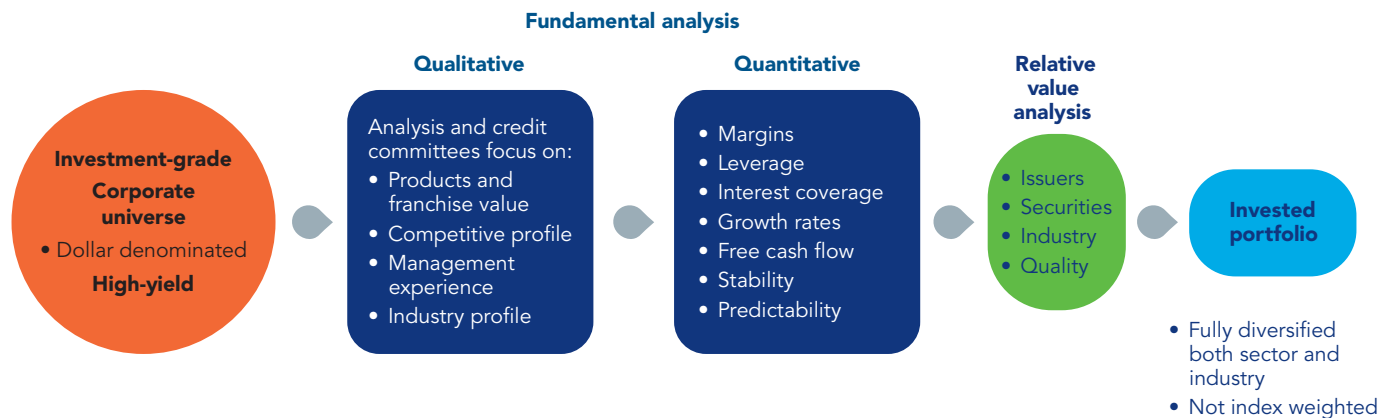 Fundamental analysis
Qualitative
Quantitative
Relative
value
analysis
Investment-grade
Corporate
universe
• Dollar denominated
High-yield
Analysis and credit
committees focus on:
• Products and
franchise value
• Competitive profile
• Management
experience
• Industry profile
• Margins
• Leverage
• Interest coverage
• Growth rates
• Free cash flow
• Stability
• Predictability
• Issuers
• Securities
• Industry
• Quality
Invested
portfolio
• Fully diversified
both sector and
industry
• Not index weighted